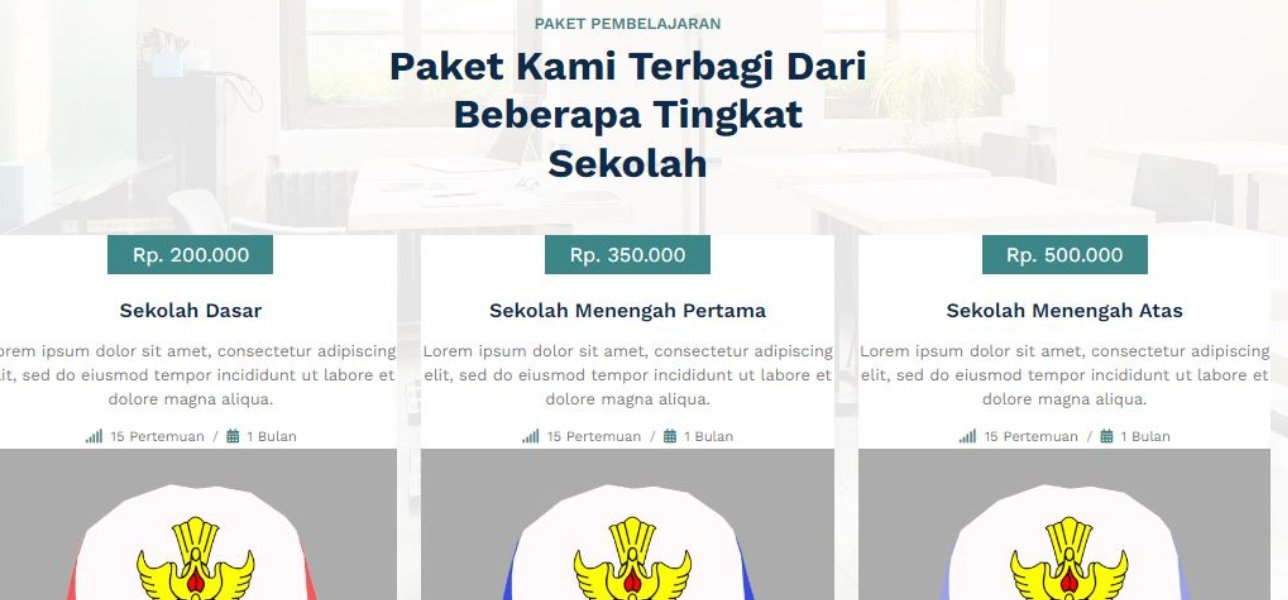 PAKET PEMBELAJARAN
Paket Kami Terbagi Dari
Beberapa Tingkat
Sekolah
Rp. 200.000
Sekolah Dasar
orem ipsum dolor sit amet, consectetur adipiscing
it, sed do eiusmod tempor incididunt ut labore et
dolore magna aliqua.
15 Pertemuan / 1 Bulan
Rp. 350.000
Sekolah Menengah Pertama
Lorem ipsum dolor sit amet, consectetur adipiscing
elit, sed do eiusmod tempor incididunt ut labore et
dolore magna aliqua.
15 Pertemuan / 1 Bulan
Rp. 500.000
Sekolah Menengah Atas
Lorem ipsum dolor sit amet, consectetur adipiscing
elit, sed do eiusmod tempor incididunt ut labore et
dolore magna aliqua.
15 Pertemuan / 1 Bulan